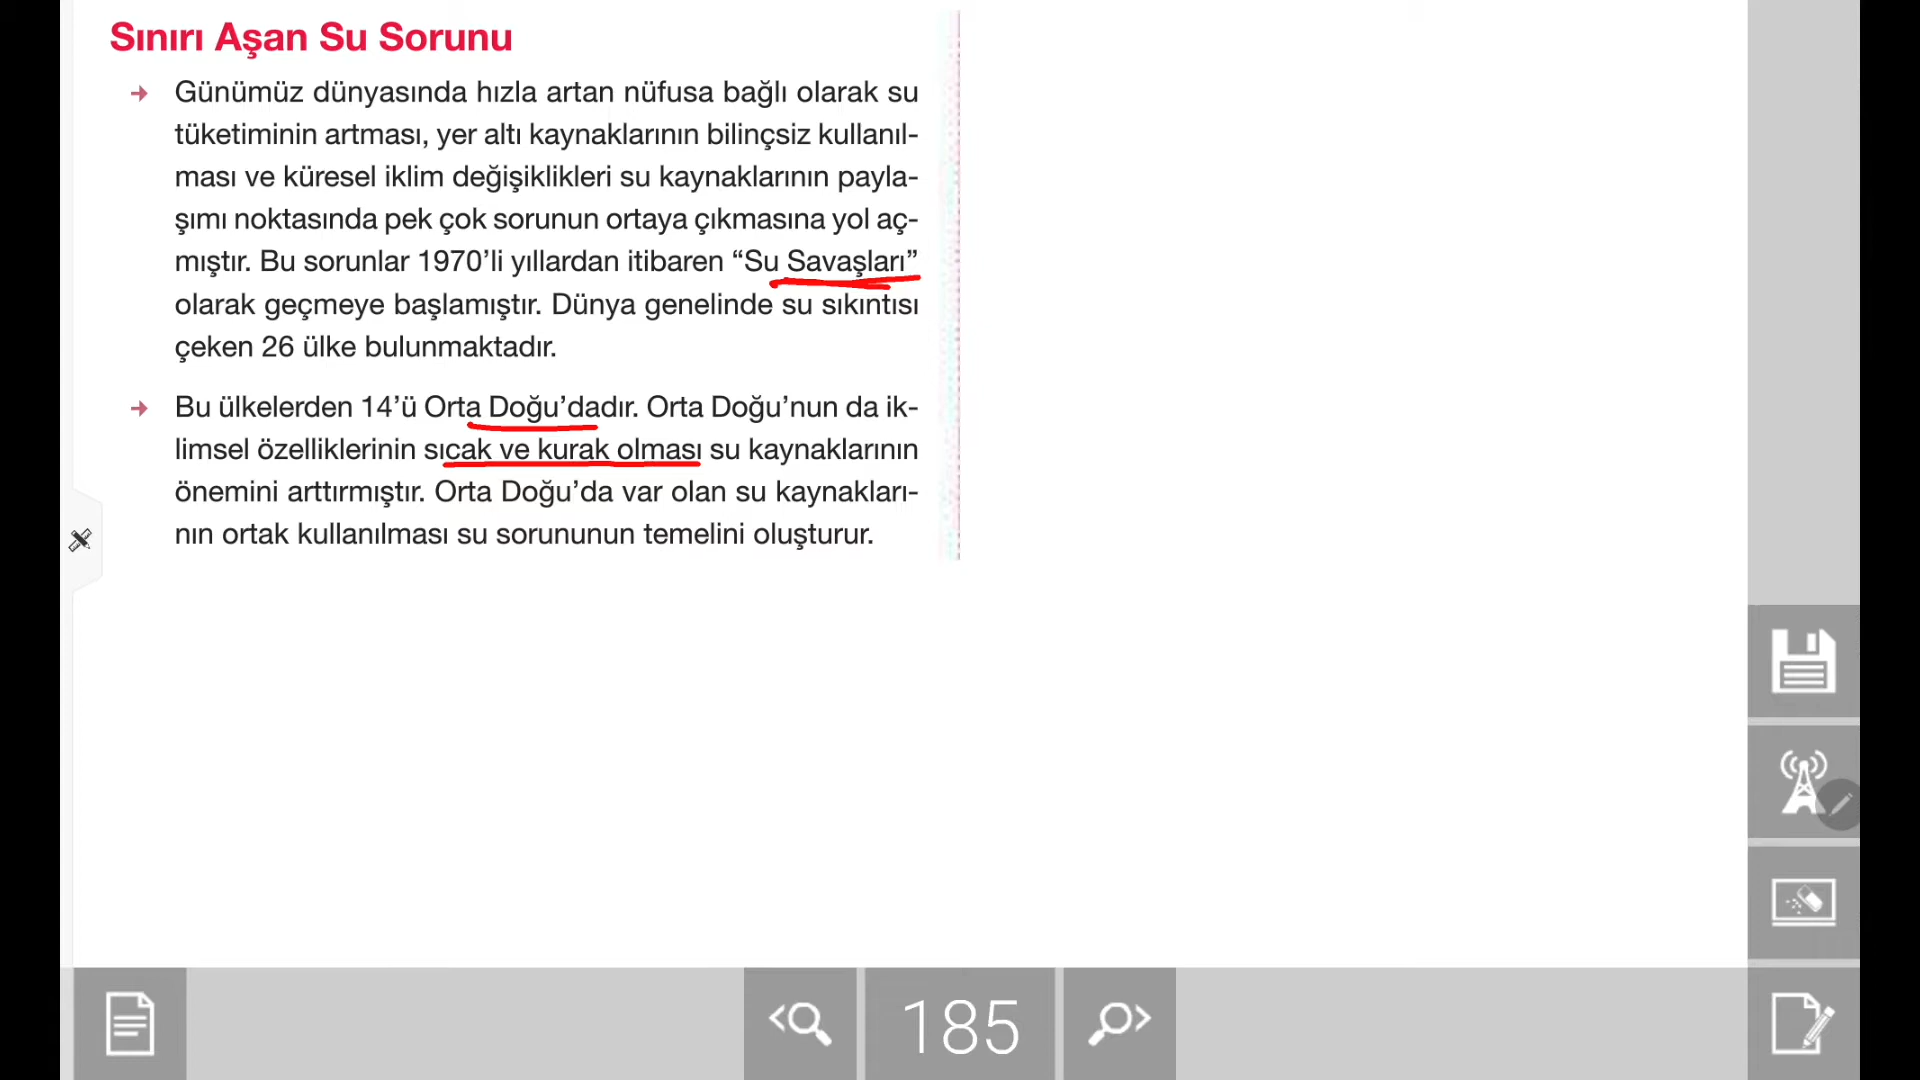 Sınırı Aşan Su Sorunu
→ Günümüz dünyasında hızla artan nüfusa bağlı olarak su
tüketiminin artması, yer altı kaynaklarının bilinçsiz kullanıl-
ması ve küresel iklim değişiklikleri su kaynaklarının payla-
şımı noktasında pek çok sorunun ortaya çıkmasına yol aç-
mıştır. Bu sorunlar 1970’li yıllardan itibaren “Su Savaşları”
olarak geçmeye başlamıştır. Dünya genelinde su sıkıntısı
çeken 26 ülke bulunmaktadır.
→ Bu ülkelerden 14’ü Orta Doğu’dadır. Orta Doğu’nun da ik-
limsel özelliklerinin sıcak ve kurak olması su kaynaklarının
önemini arttırmıştır. Orta Doğu’da var olan su kaynakları-
nın ortak kullanılması su sorununun temelini oluşturur.
185